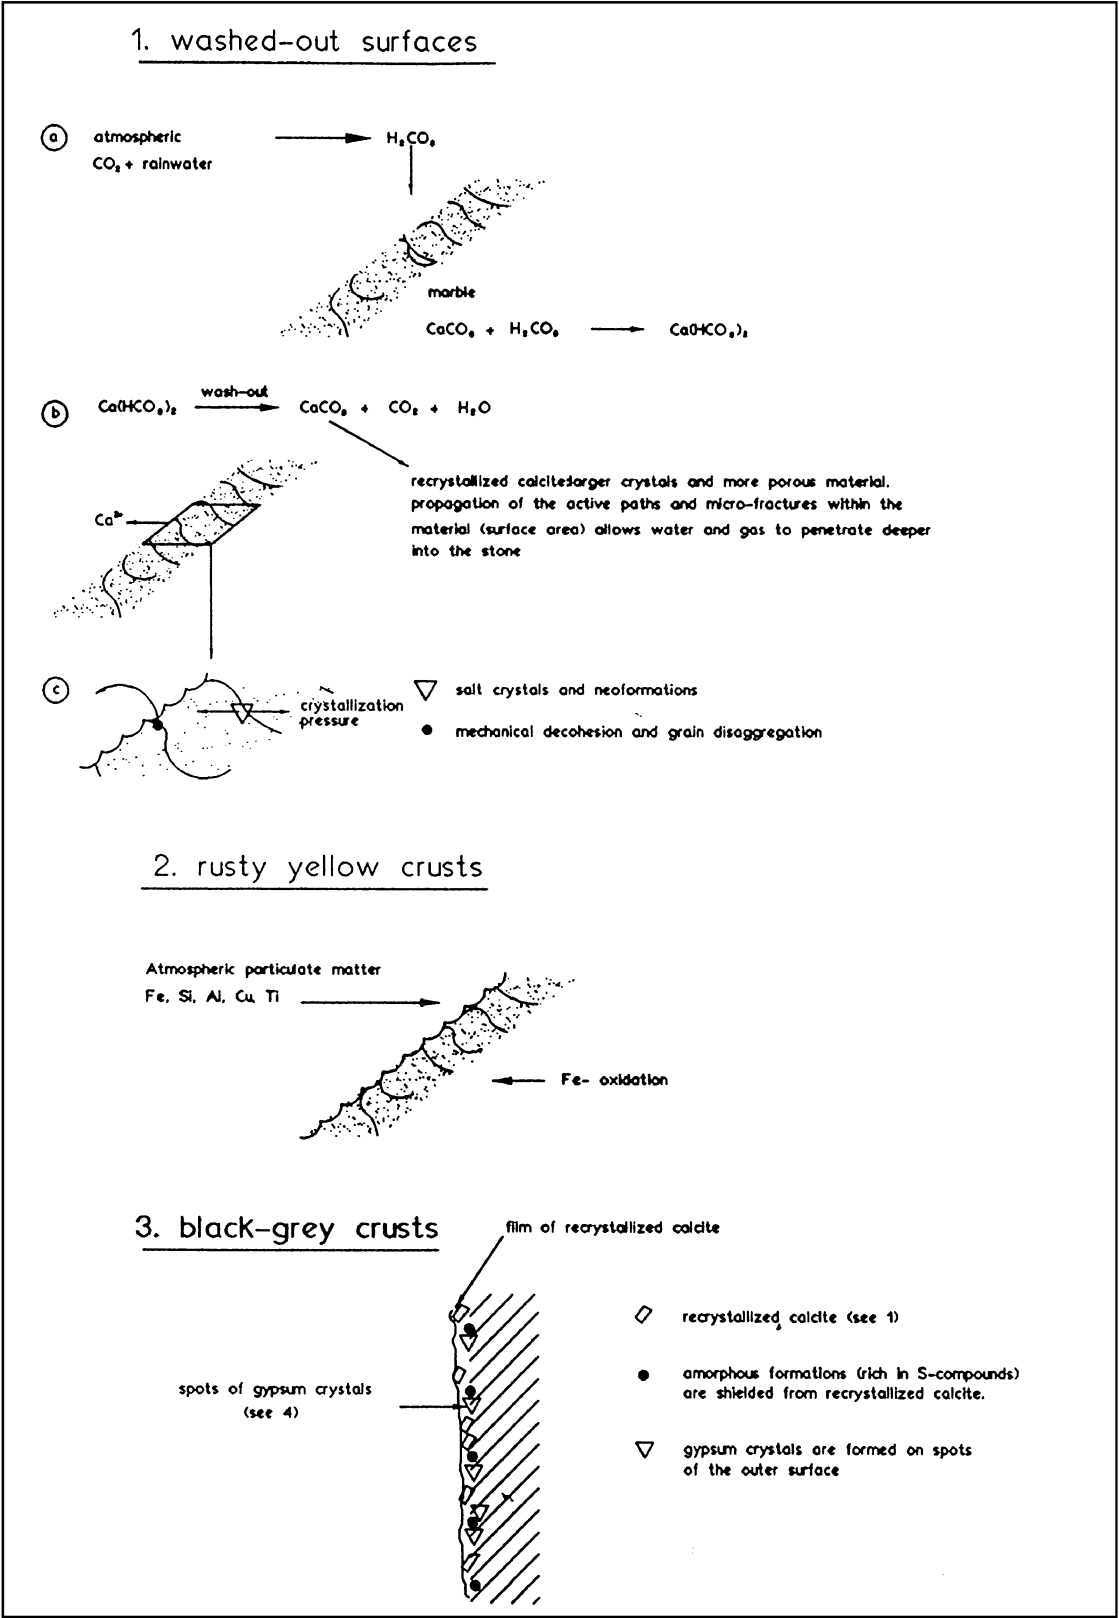 1. washed-out surfaces
a
atmospheric
CO₂ + rainwater
H₂CO₃
marble
CaCO₃ + H₂CO₃ → Ca(HCO₃)₂
b
Ca(HCO₃)₂
wash-out
CaCO₃ + CO₂ + H₂O
recrystallized calcite:larger crystals and more porous material.
propagation of the active paths and micro-fractures within the
material (surface area) allows water and gas to penetrate deeper
into the stone
Ca²⁺
c
crystallization
pressure
salt crystals and neoformations
mechanical decohesion and grain disaggregation
2. rusty yellow crusts
Atmospheric particulate matter
Fe, Si, Al, Cu, Ti
Fe- oxidation
3. black-grey crusts
film of recrystallized calcite
spots of gypsum crystals
(see 4)
recrystallized calcite (see 1)
amorphous formations (rich in S-compounds)
are shielded from recrystallized calcite.
gypsum crystals are formed on spots
of the outer surface